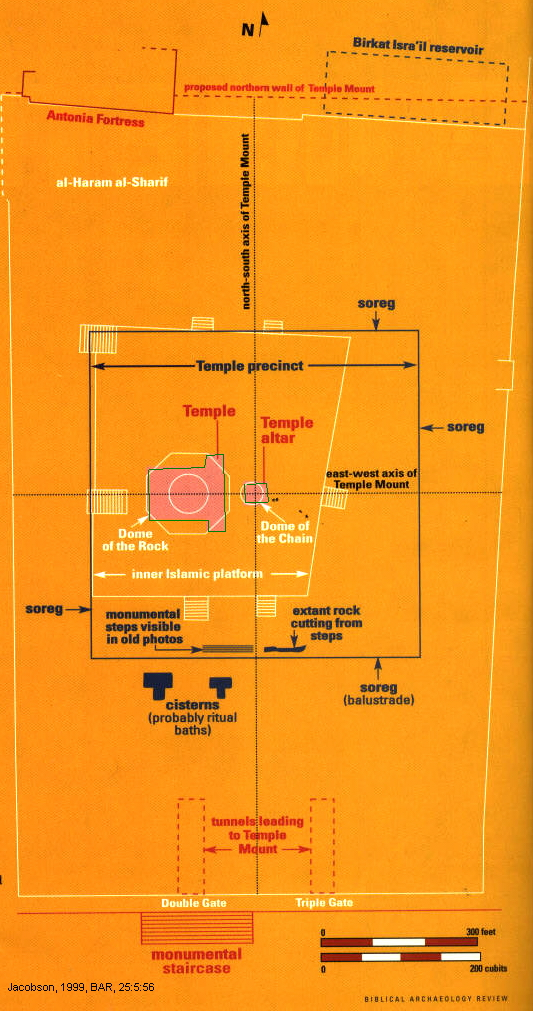 N
Birkat Isra'il reservoir
proposed northern wall of Temple Mount
Antonia Fortress
al-Haram al-Sharif
north-south axis of Temple Mount
soreg
Temple precinct
Temple
Temple
altar
soreg
east-west axis of
Temple Mount
Dome
of the Rock
Dome of
the Chain
inner Islamic platform
soreg
monumental
steps visible
in old photos
extant rock
cutting from
steps
soreg
(balustrade)
cisterns
(probably ritual
baths)
tunnels leading
to Temple
Mount
Double Gate
Triple Gate
monumental
staircase
0 300 feet
0 200 cubits
Jacobson, 1999, BAR, 25:5:56
BIBLICAL ARCHAEOLOGY REVIEW